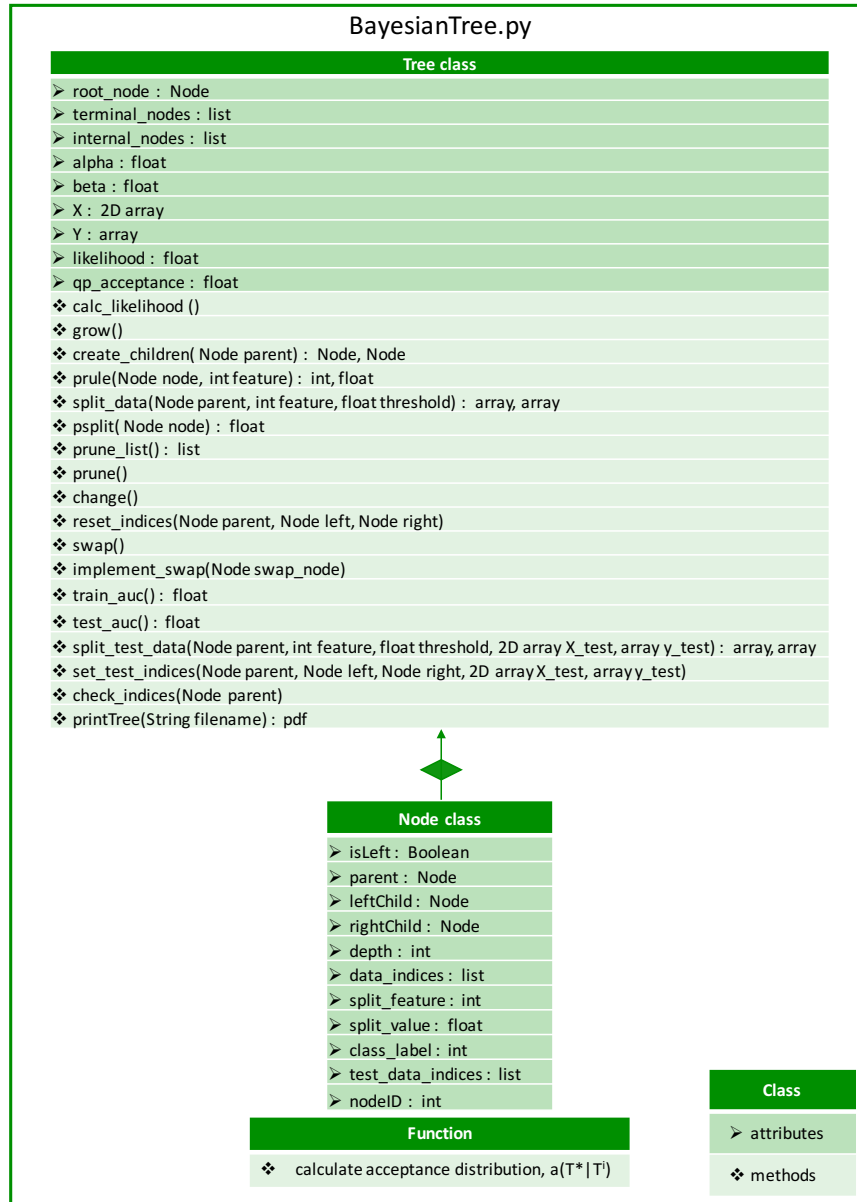 BayesianTree.py
Tree class
➢ root_node : Node
➢ terminal_nodes : list
➢ internal_nodes : list
➢ alpha : float
➢ beta : float
➢ X : 2D array
➢ Y : array
➢ likelihood : float
➢ qp_acceptance : float
❖ calc_likelihood ()
❖ grow()
❖ create_children( Node parent) : Node, Node
❖ prule(Node node, int feature) : int, float
❖ split_data(Node parent, int feature, float threshold) : array, array
❖ psplit( Node node) : float
❖ prune_list() : list
❖ prune()
❖ change()
❖ reset_indices(Node parent, Node left, Node right)
❖ swap()
❖ implement_swap(Node swap_node)
❖ train_auc() : float
❖ test_auc() : float
❖ split_test_data(Node parent, int feature, float threshold, 2D array X_test, array y_test) : array, array
❖ set_test_indices(Node parent, Node left, Node right, 2D array X_test, array y_test)
❖ check_indices(Node parent)
❖ printTree(String filename) : pdf
Node class
➢ isLeft : Boolean
➢ parent : Node
➢ leftChild : Node
➢ rightChild : Node
➢ depth : int
➢ data_indices : list
➢ split_feature : int
➢ split_value : float
➢ class_label : int
➢ test_data_indices : list
➢ nodeID : int
Function
❖ calculate acceptance distribution, a(T*|Tⁱ)
Class
➢ attributes
❖ methods